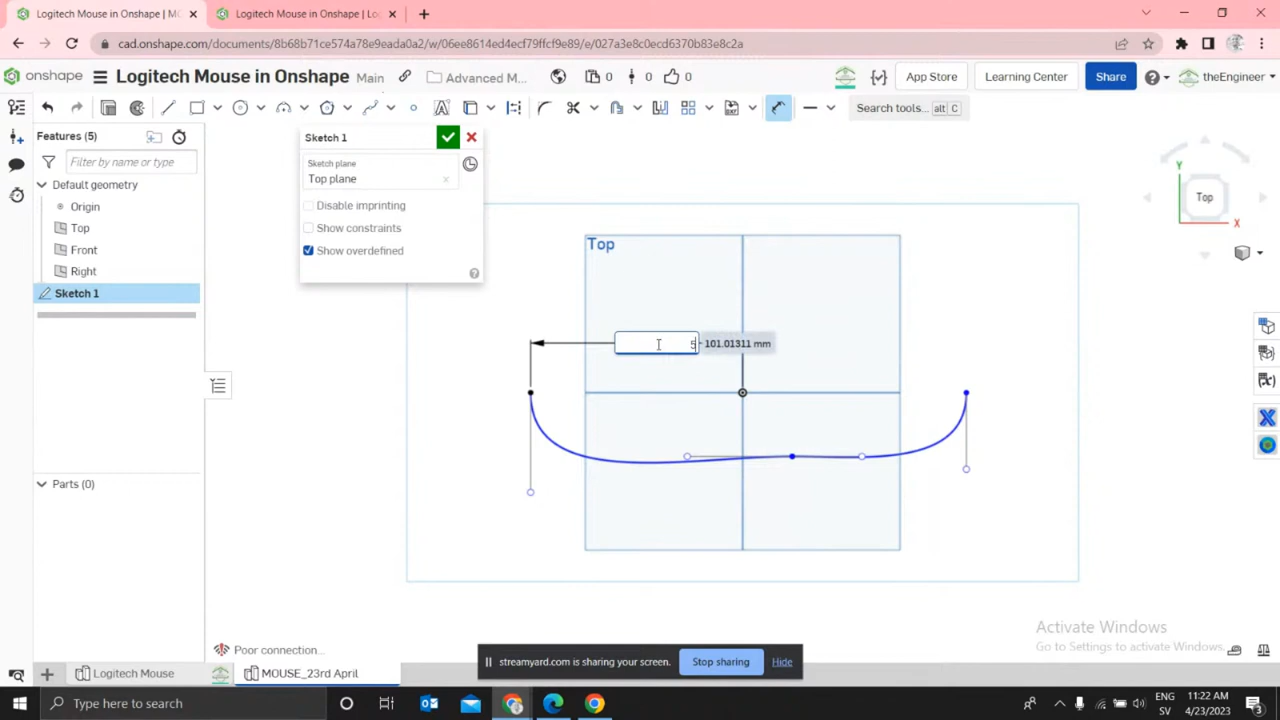 Logitech Mouse in Onshape | MO
Logitech Mouse in Onshape | Log
cad.onshape.com/documents/8b68b71ce574a78e9eada0a2/w/06ee8614ed4ecf79ffcf9e89/e/027a3e8c0ecd6370b83e8c2a
onshape
Logitech Mouse in Onshape
Main
Advanced M...
0
0
0
App Store
Learning Center
Share
theEngineer
Search tools...
alt C
Features (5)
Filter by name or type
Default geometry
Origin
Top
Front
Right
Sketch 1
Parts (0)
Sketch 1
Sketch plane
Top plane
Disable imprinting
Show constraints
Show overdefined
Top
5
101.01311 mm
Y
Top
X
Activate Windows
Go to Settings to activate Windows.
Poor connection...
Logitech Mouse
MOUSE_23rd April
streamyard.com is sharing your screen.
Stop sharing
Hide
Type here to search
ENG
SV
11:22 AM
4/23/2023
3